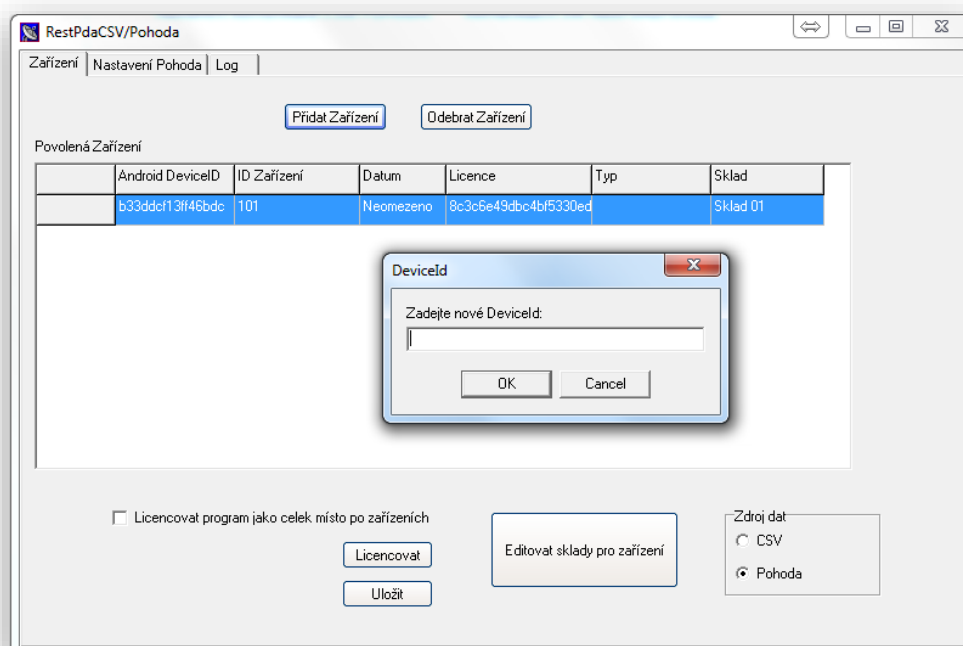 RestPdaCSV/Pohoda
Zařízení Nastavení Pohoda Log
Přidat Zařízení Odebrat Zařízení
Povolená Zařízení
Android DeviceID ID Zařízení Datum Licence Typ Sklad
b33ddcf13ff46bdc 101 Neomezeno 8c3c6e49dbc4bf5330ed Sklad 01
DeviceId
Zadejte nové DeviceId:
OK Cancel
Licencovat program jako celek místo po zařízeních
Licencovat
Uložit
Editovat sklady pro zařízení
Zdroj dat
CSV
Pohoda